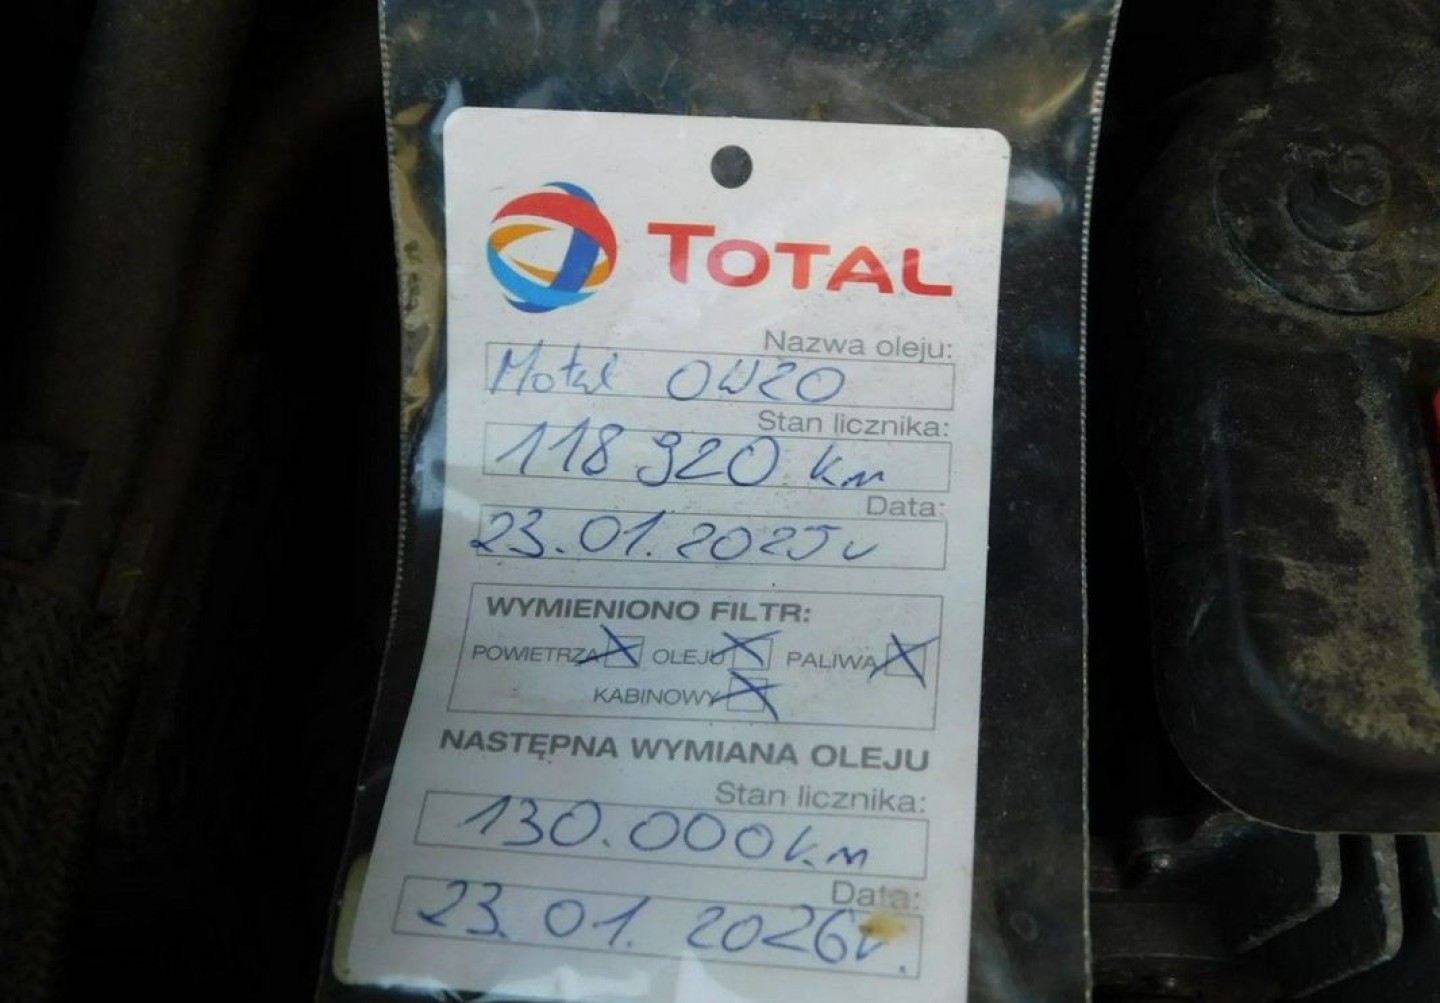 TOTAL
Nazwa oleju:
Motul 0W20
Stan licznika:
118 920 km
Data:
23.01.2025r
WYMIENIONO FILTR:
POWIETRZA OLEJU PALIWA
KABINOWY
NASTĘPNA WYMIANA OLEJU
Stan licznika:
130.000km
Data:
23.01.2026r.